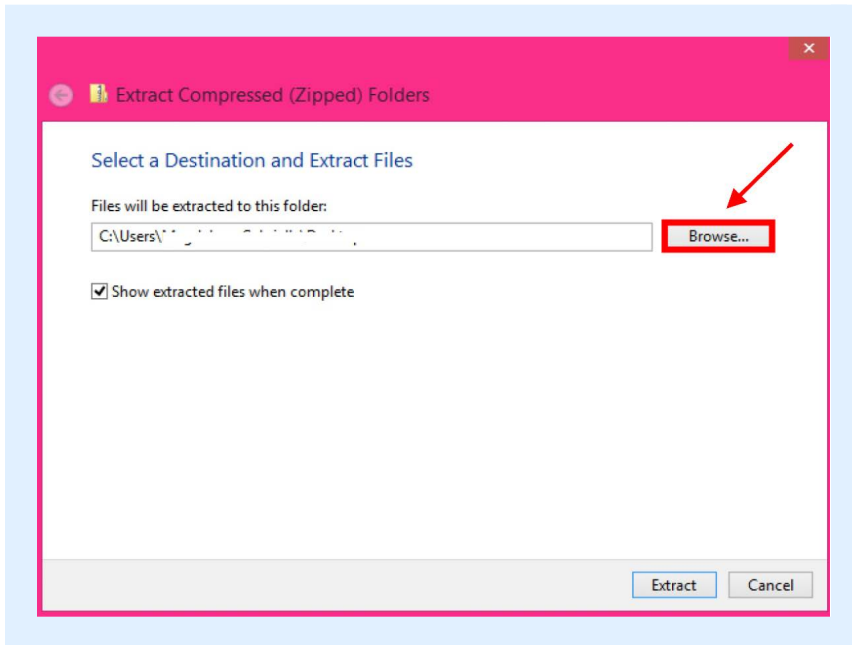 Extract Compressed (Zipped) Folders
Select a Destination and Extract Files
Files will be extracted to this folder:
C:\Users\
Browse...
Show extracted files when complete
Extract Cancel